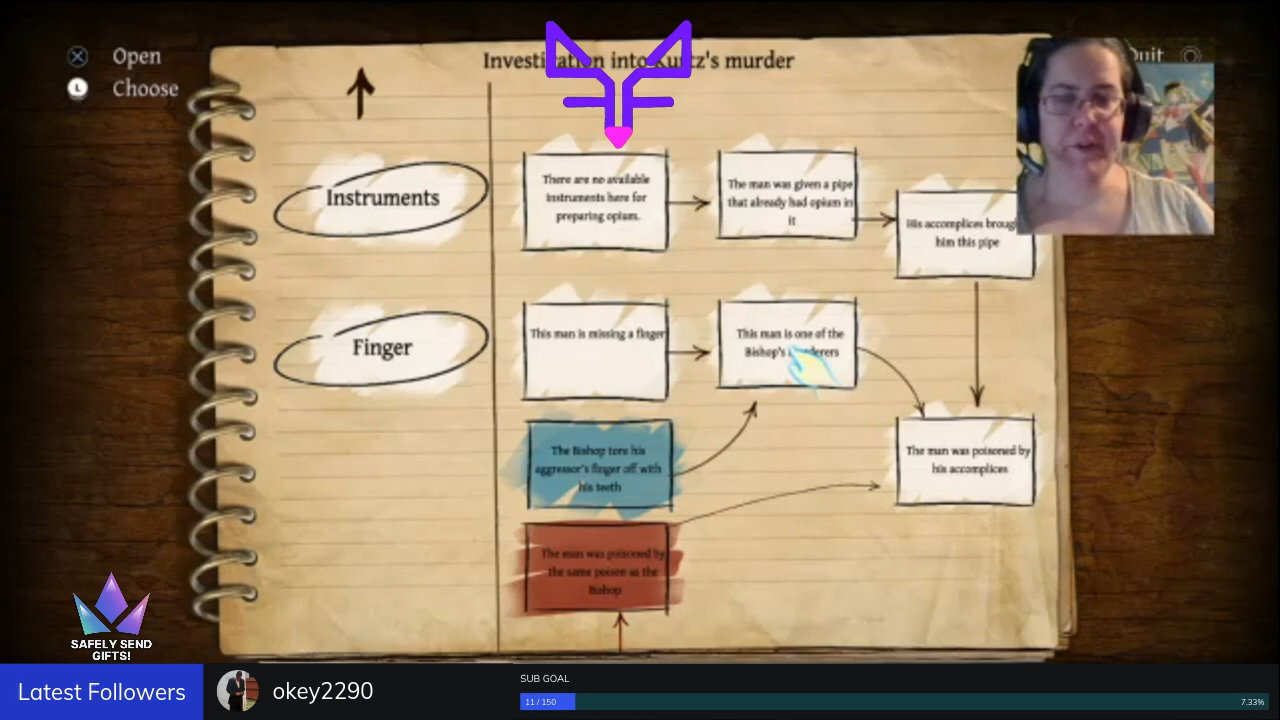 Open
Choose
Investigation into Kurtz's murder
Quit
Instruments
There are no available
instruments here for
preparing opium.
The man was given a pipe
that already had opium in
it
His accomplices
him this pipe
Finger
This man is missing a finger
This man is one of the
Bishop's
The Bishop tore his
aggressor's finger off with
his teeth
The man was poisoned by
his accomplices
The man was poisoned by
the same poison as the
Bishop
SAFELY SEND
GIFTS!
Latest Followers
okey2290
SUB GOAL
11 / 150
7.33%